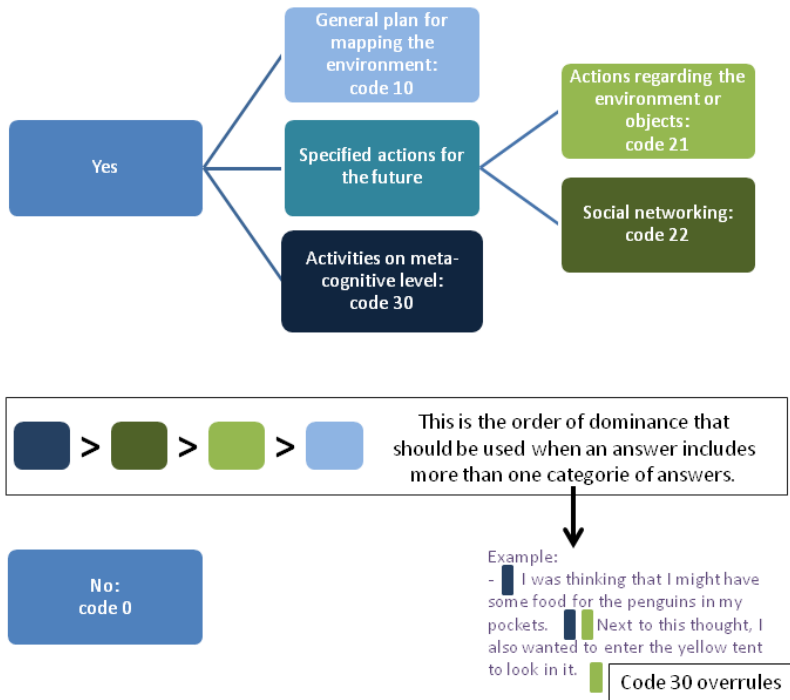 General plan for
mapping the
environment:
code 10
Actions regarding the
environment or
objects:
code 21
Yes
Specified actions for
the future
Social networking:
code 22
Activities on meta-
cognitive level:
code 30
> > >
This is the order of dominance that
should be used when an answer includes
more than one categorie of answers.
No:
code 0
Example:
- I was thinking that I might have
some food for the penguins in my
pockets. Next to this thought, I
also wanted to enter the yellow tent
to look in it.
Code 30 overrules